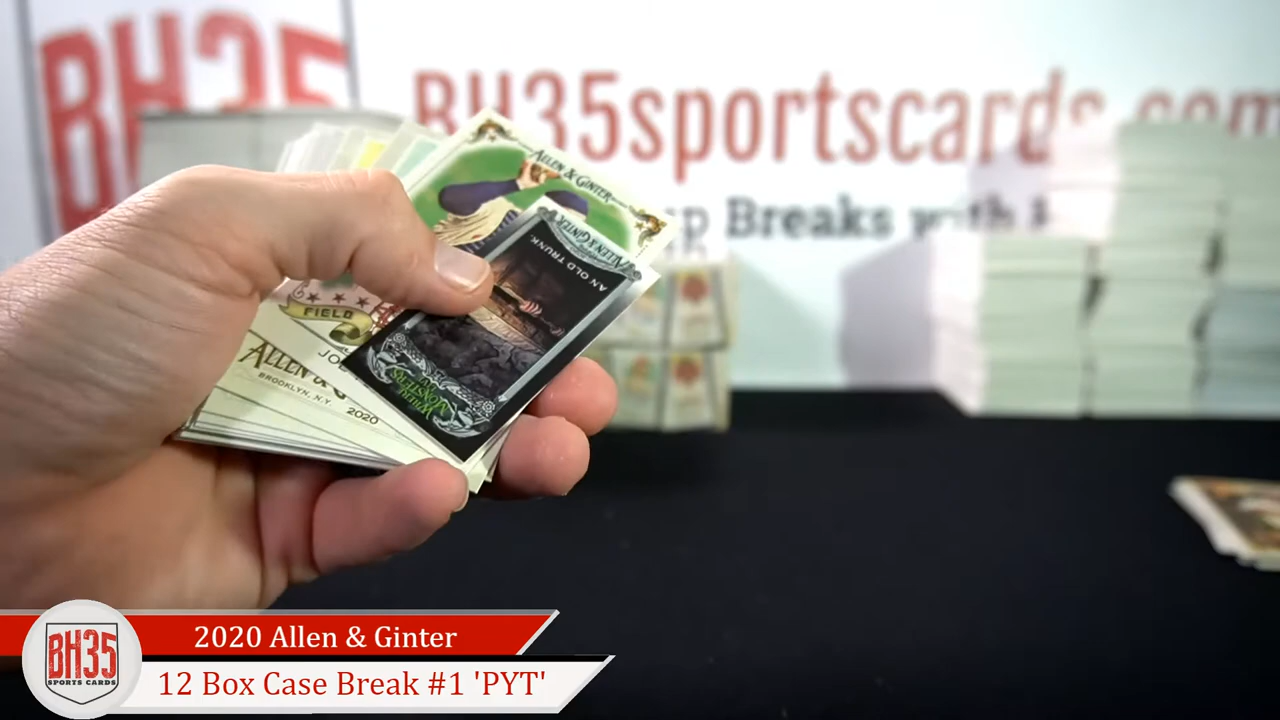 BH35
BH35sportscards.com
Breaks with
ALLEN & GINTER
ALLEN & GINTER
AN OLD TRUNK.
FIELD
JOE
ALLEN & G
BROOKLYN, N.Y.
2020
2020 Allen & Ginter
BH35
SPORTS CARDS
12 Box Case Break #1 'PYT'